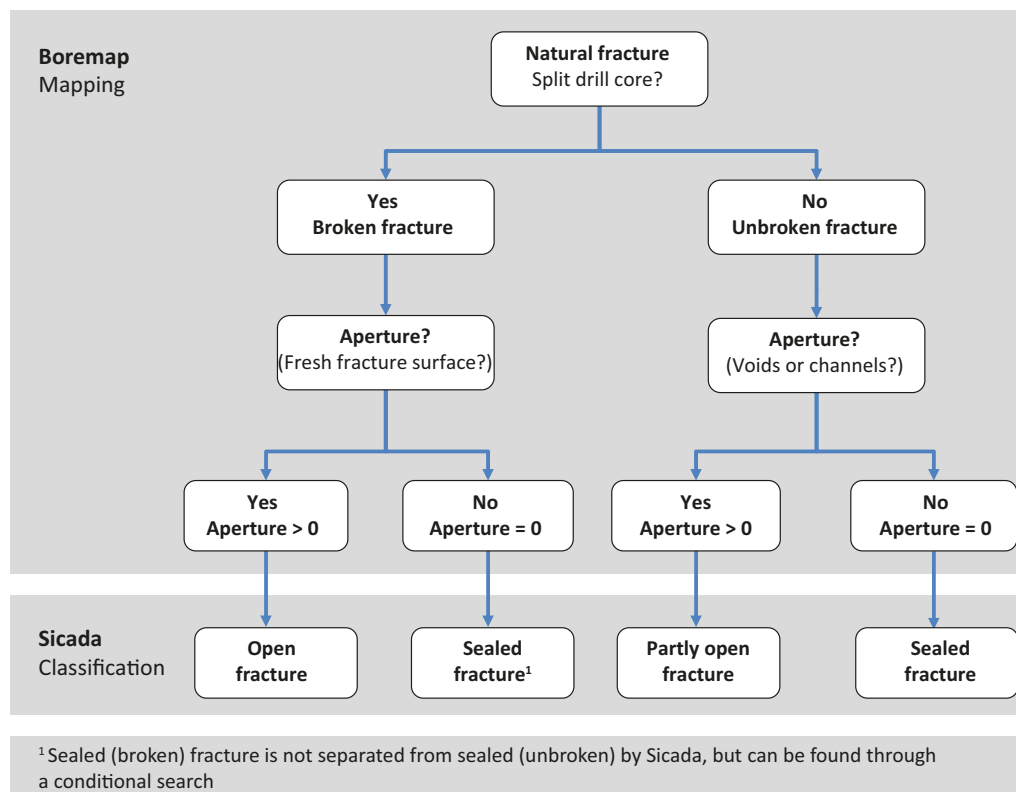 Boremap
Mapping
Natural fracture
Split drill core?
Yes
Broken fracture
No
Unbroken fracture
Aperture?
(Fresh fracture surface?)
Aperture?
(Voids or channels?)
Yes
Aperture > 0
No
Aperture = 0
Yes
Aperture > 0
No
Aperture = 0
Sicada
Classification
Open
fracture
Sealed
fracture¹
Partly open
fracture
Sealed
fracture
¹ Sealed (broken) fracture is not separated from sealed (unbroken) by Sicada, but can be found through
a conditional search